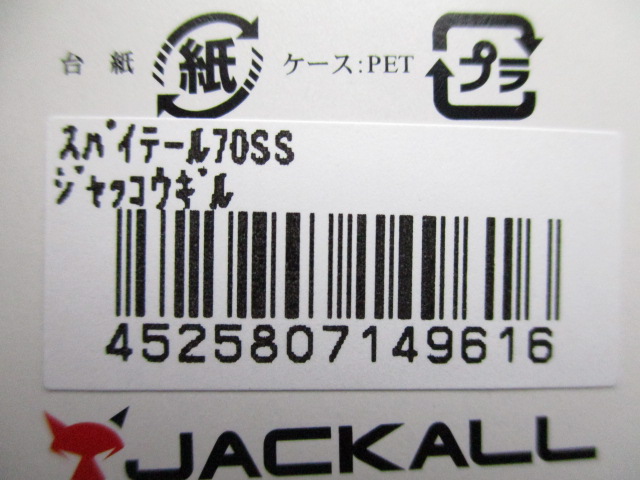 台紙 紙 ケース:PET プラ
ｽﾊﾟｲﾃｰﾙ70SS
ｼﾞｬｯｺｳｷﾞﾙ
4525807149616
JACKALL